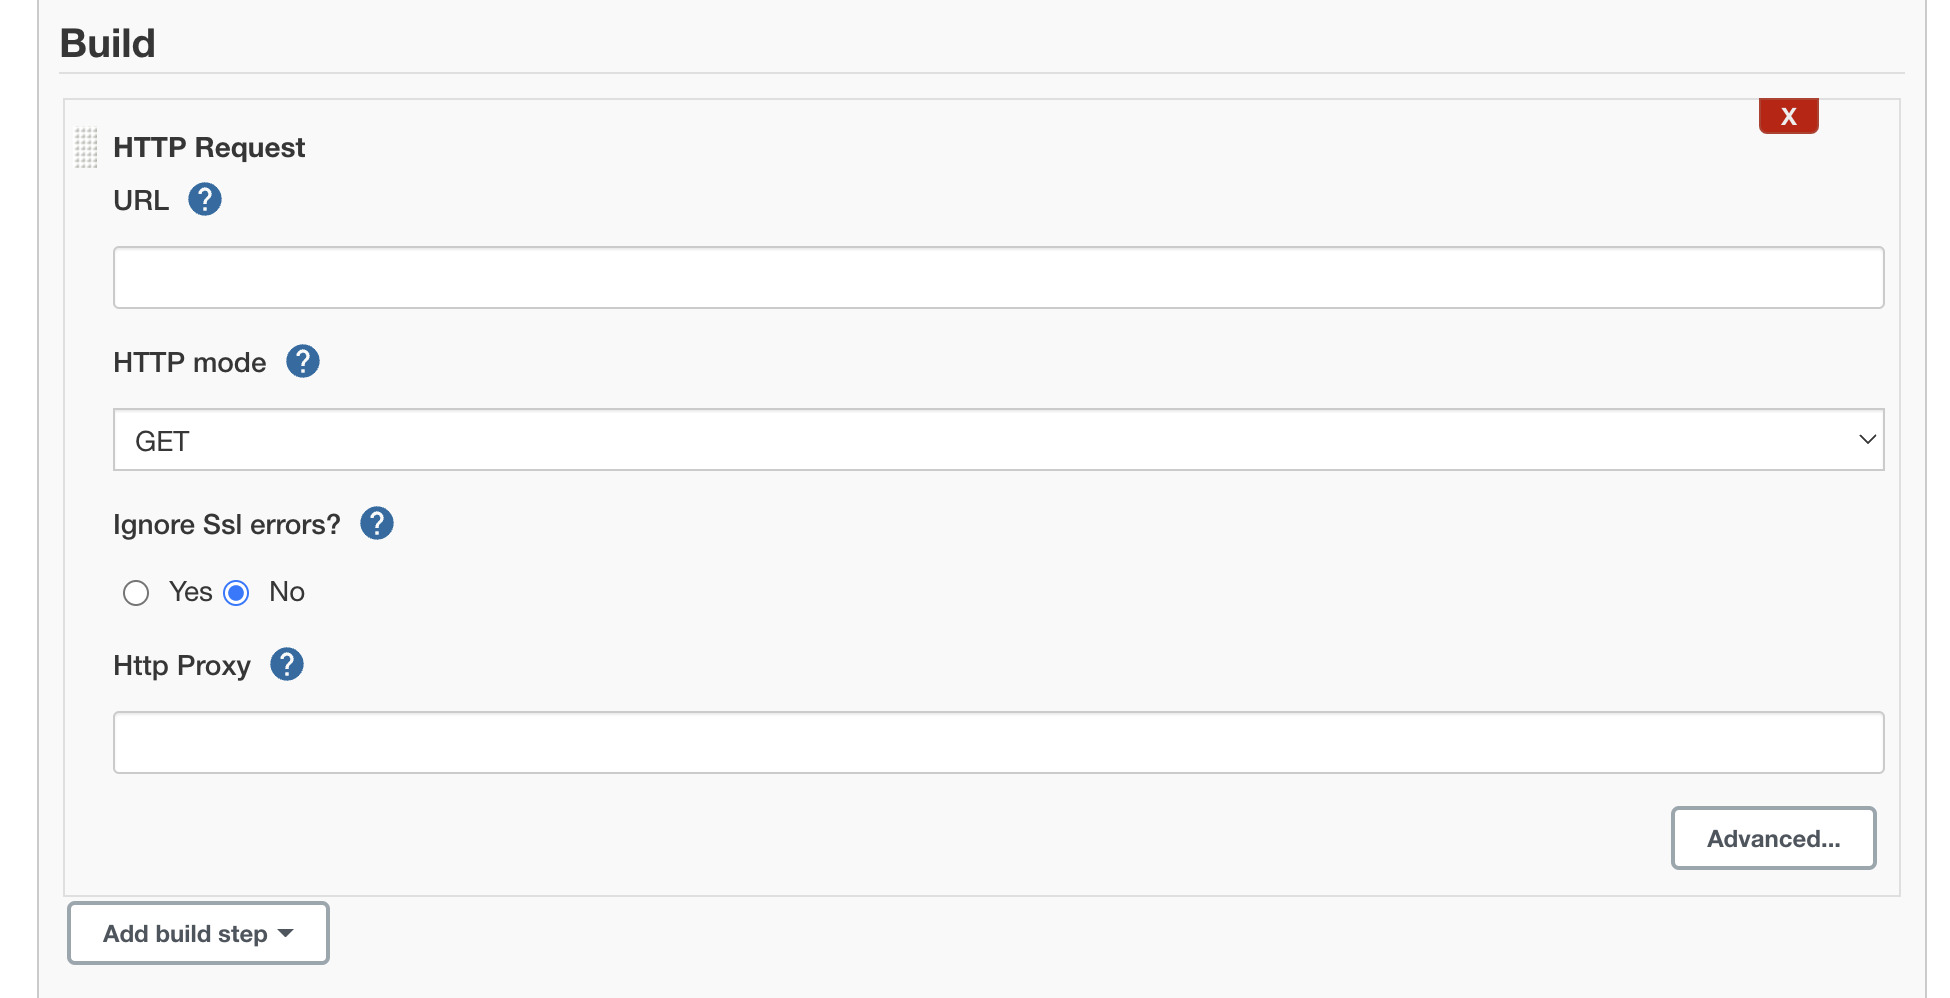 Build
X
HTTP Request
URL ?
HTTP mode ?
GET
Ignore Ssl errors? ?
Yes No
Http Proxy ?
Advanced...
Add build step